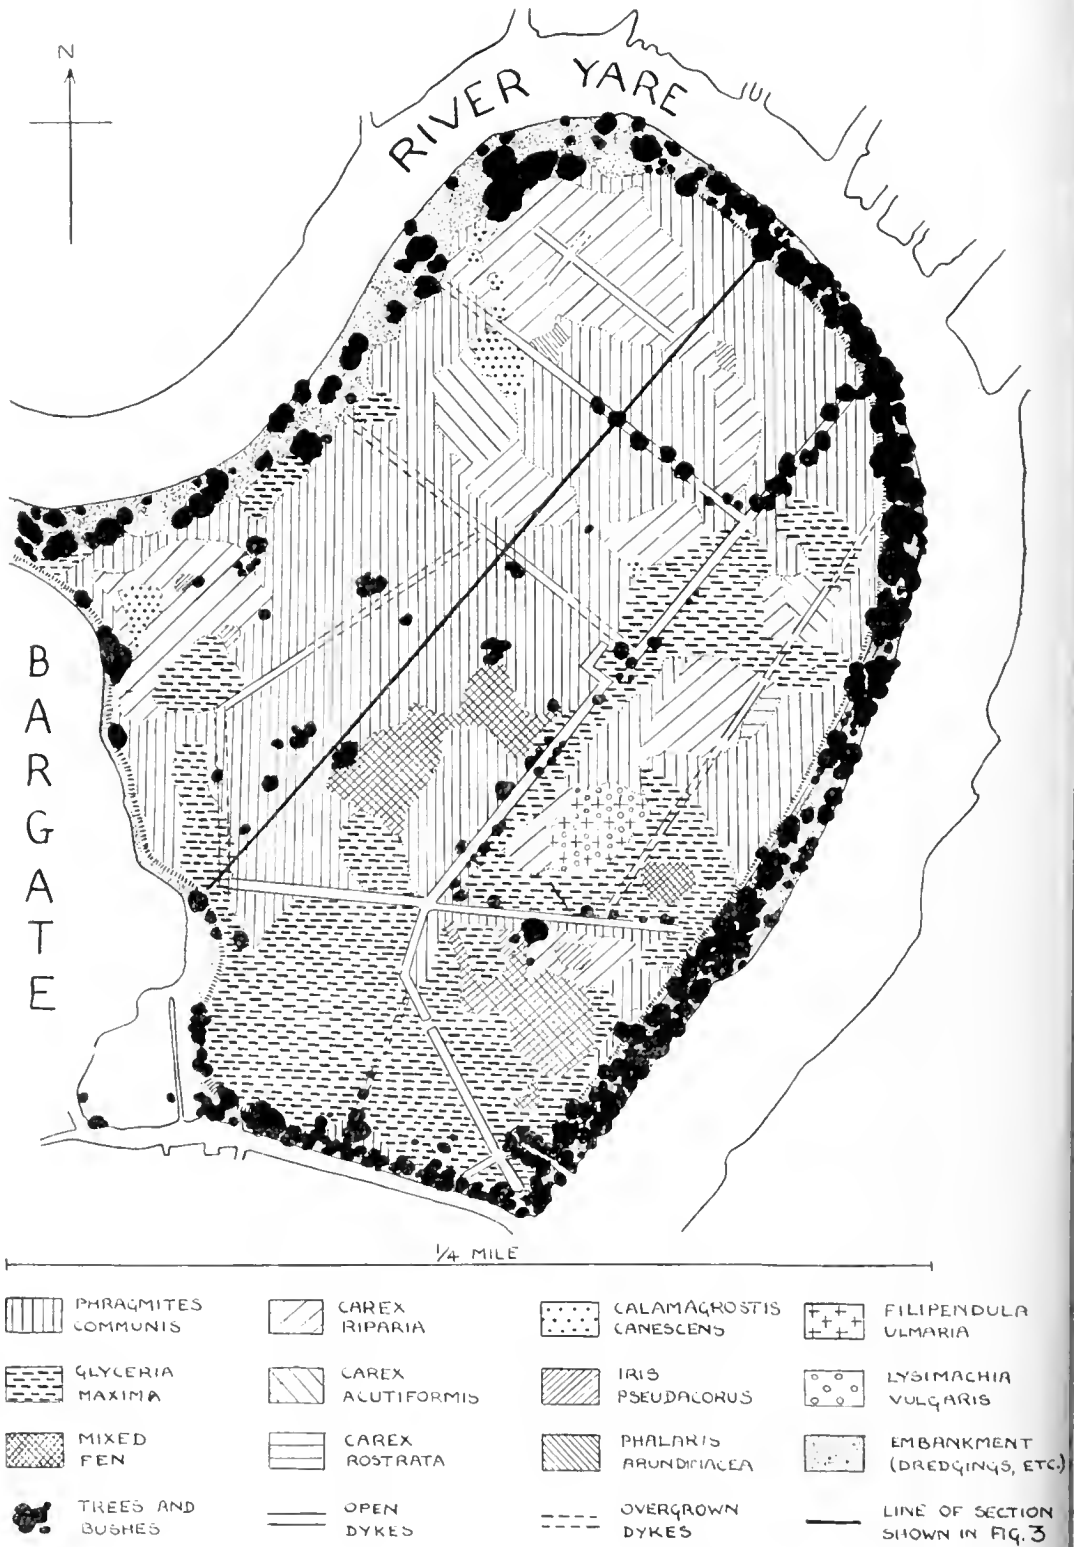 N
RIVER YARE
BARGATE
1/4 MILE
PHRAGMITES
COMMUNIS
CAREX
RIPARIA
CALAMAGROSTIS
CANESCENS
FILIPENDULA
ULMARIA
GLYCERIA
MAXIMA
CAREX
ACUTIFORMIS
IRIS
PSEUDACORUS
LYSIMACHIA
VULGARIS
MIXED
FEN
CAREX
ROSTRATA
PHALARIS
ARUNDINACEA
EMBANKMENT
(DREDGINGS, ETC.)
TREES AND
BUSHES
OPEN
DYKES
OVERGROWN
DYKES
LINE OF SECTION
SHOWN IN FIG. 3